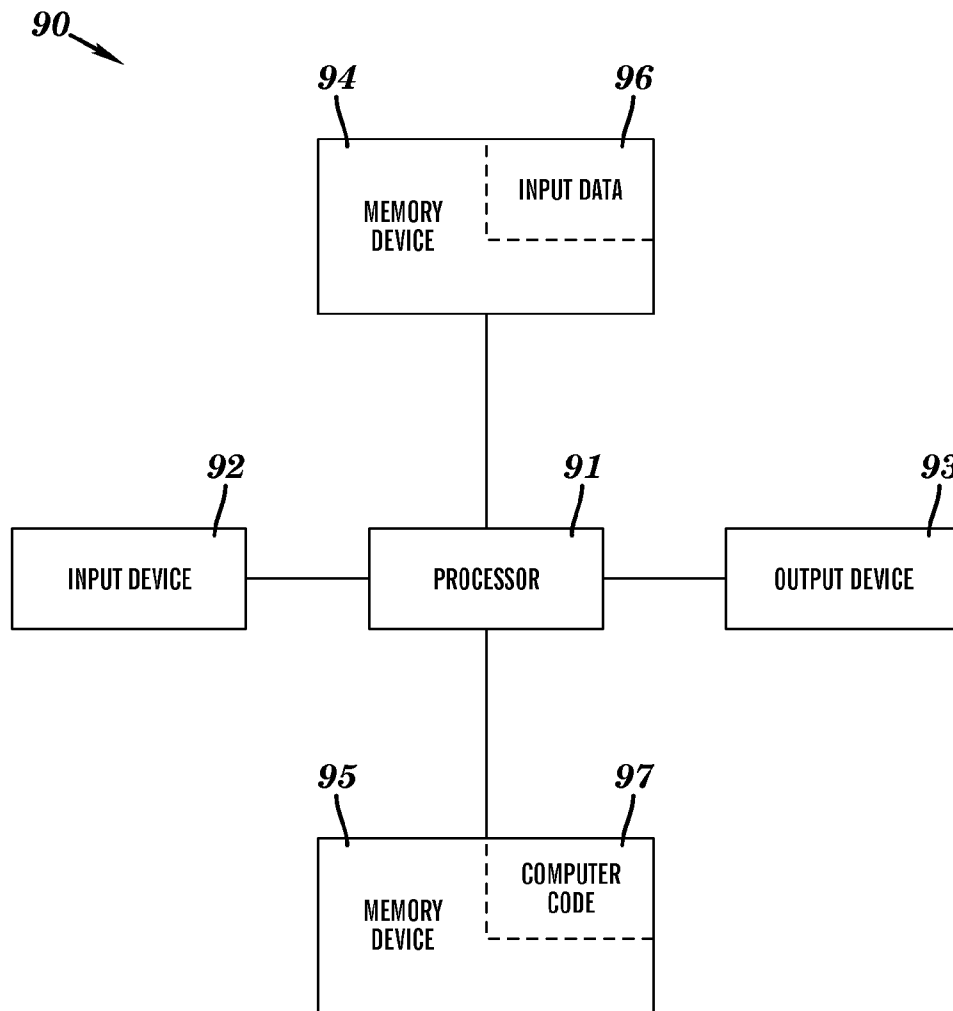 90
94
96
MEMORY
DEVICE
INPUT DATA
92
91
93
INPUT DEVICE
PROCESSOR
OUTPUT DEVICE
95
97
MEMORY
DEVICE
COMPUTER
CODE